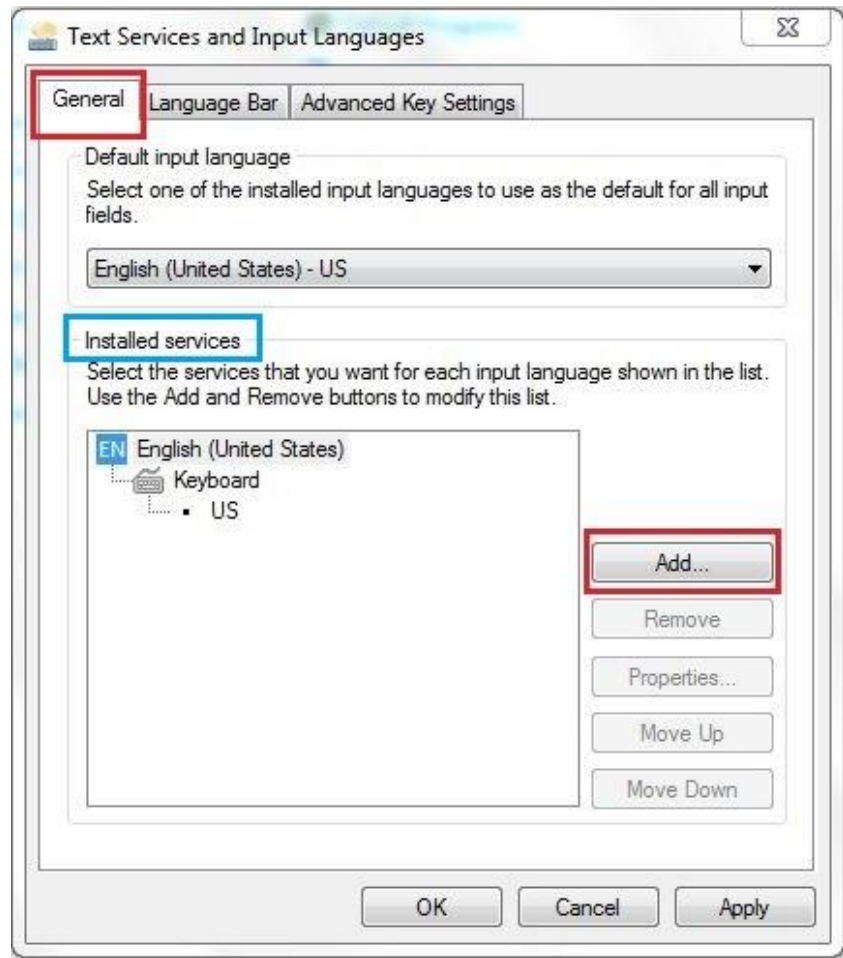 Text Services and Input Languages
General
Language Bar
Advanced Key Settings
Default input language
Select one of the installed input languages to use as the default for all input
fields.
English (United States) - US
Installed services
Select the services that you want for each input language shown in the list.
Use the Add and Remove buttons to modify this list.
EN English (United States)
Keyboard
US
Add...
Remove
Properties...
Move Up
Move Down
OK
Cancel
Apply